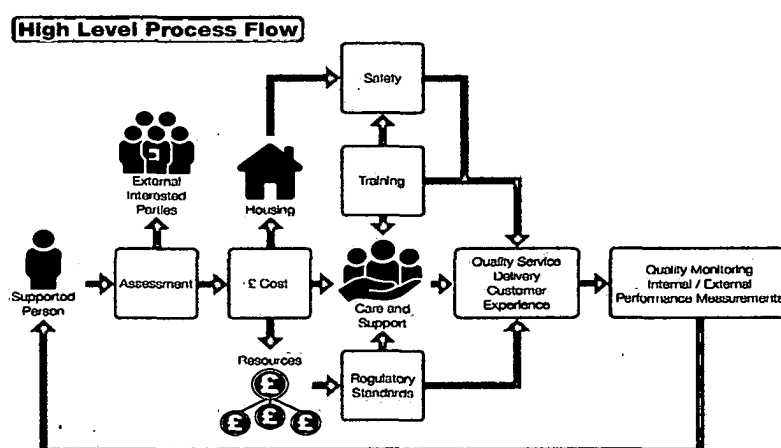 High Level Process Flow
Safety
External
Interested
Parties
Housing
Training
Supported
Person
Assessment
£ Cost
Care and
Support
Quality Service
Delivery
Customer
Experience
Quality Monitoring
Internal / External
Performance Measurements
Resources
£
£
£
£
Regulatory
Standards